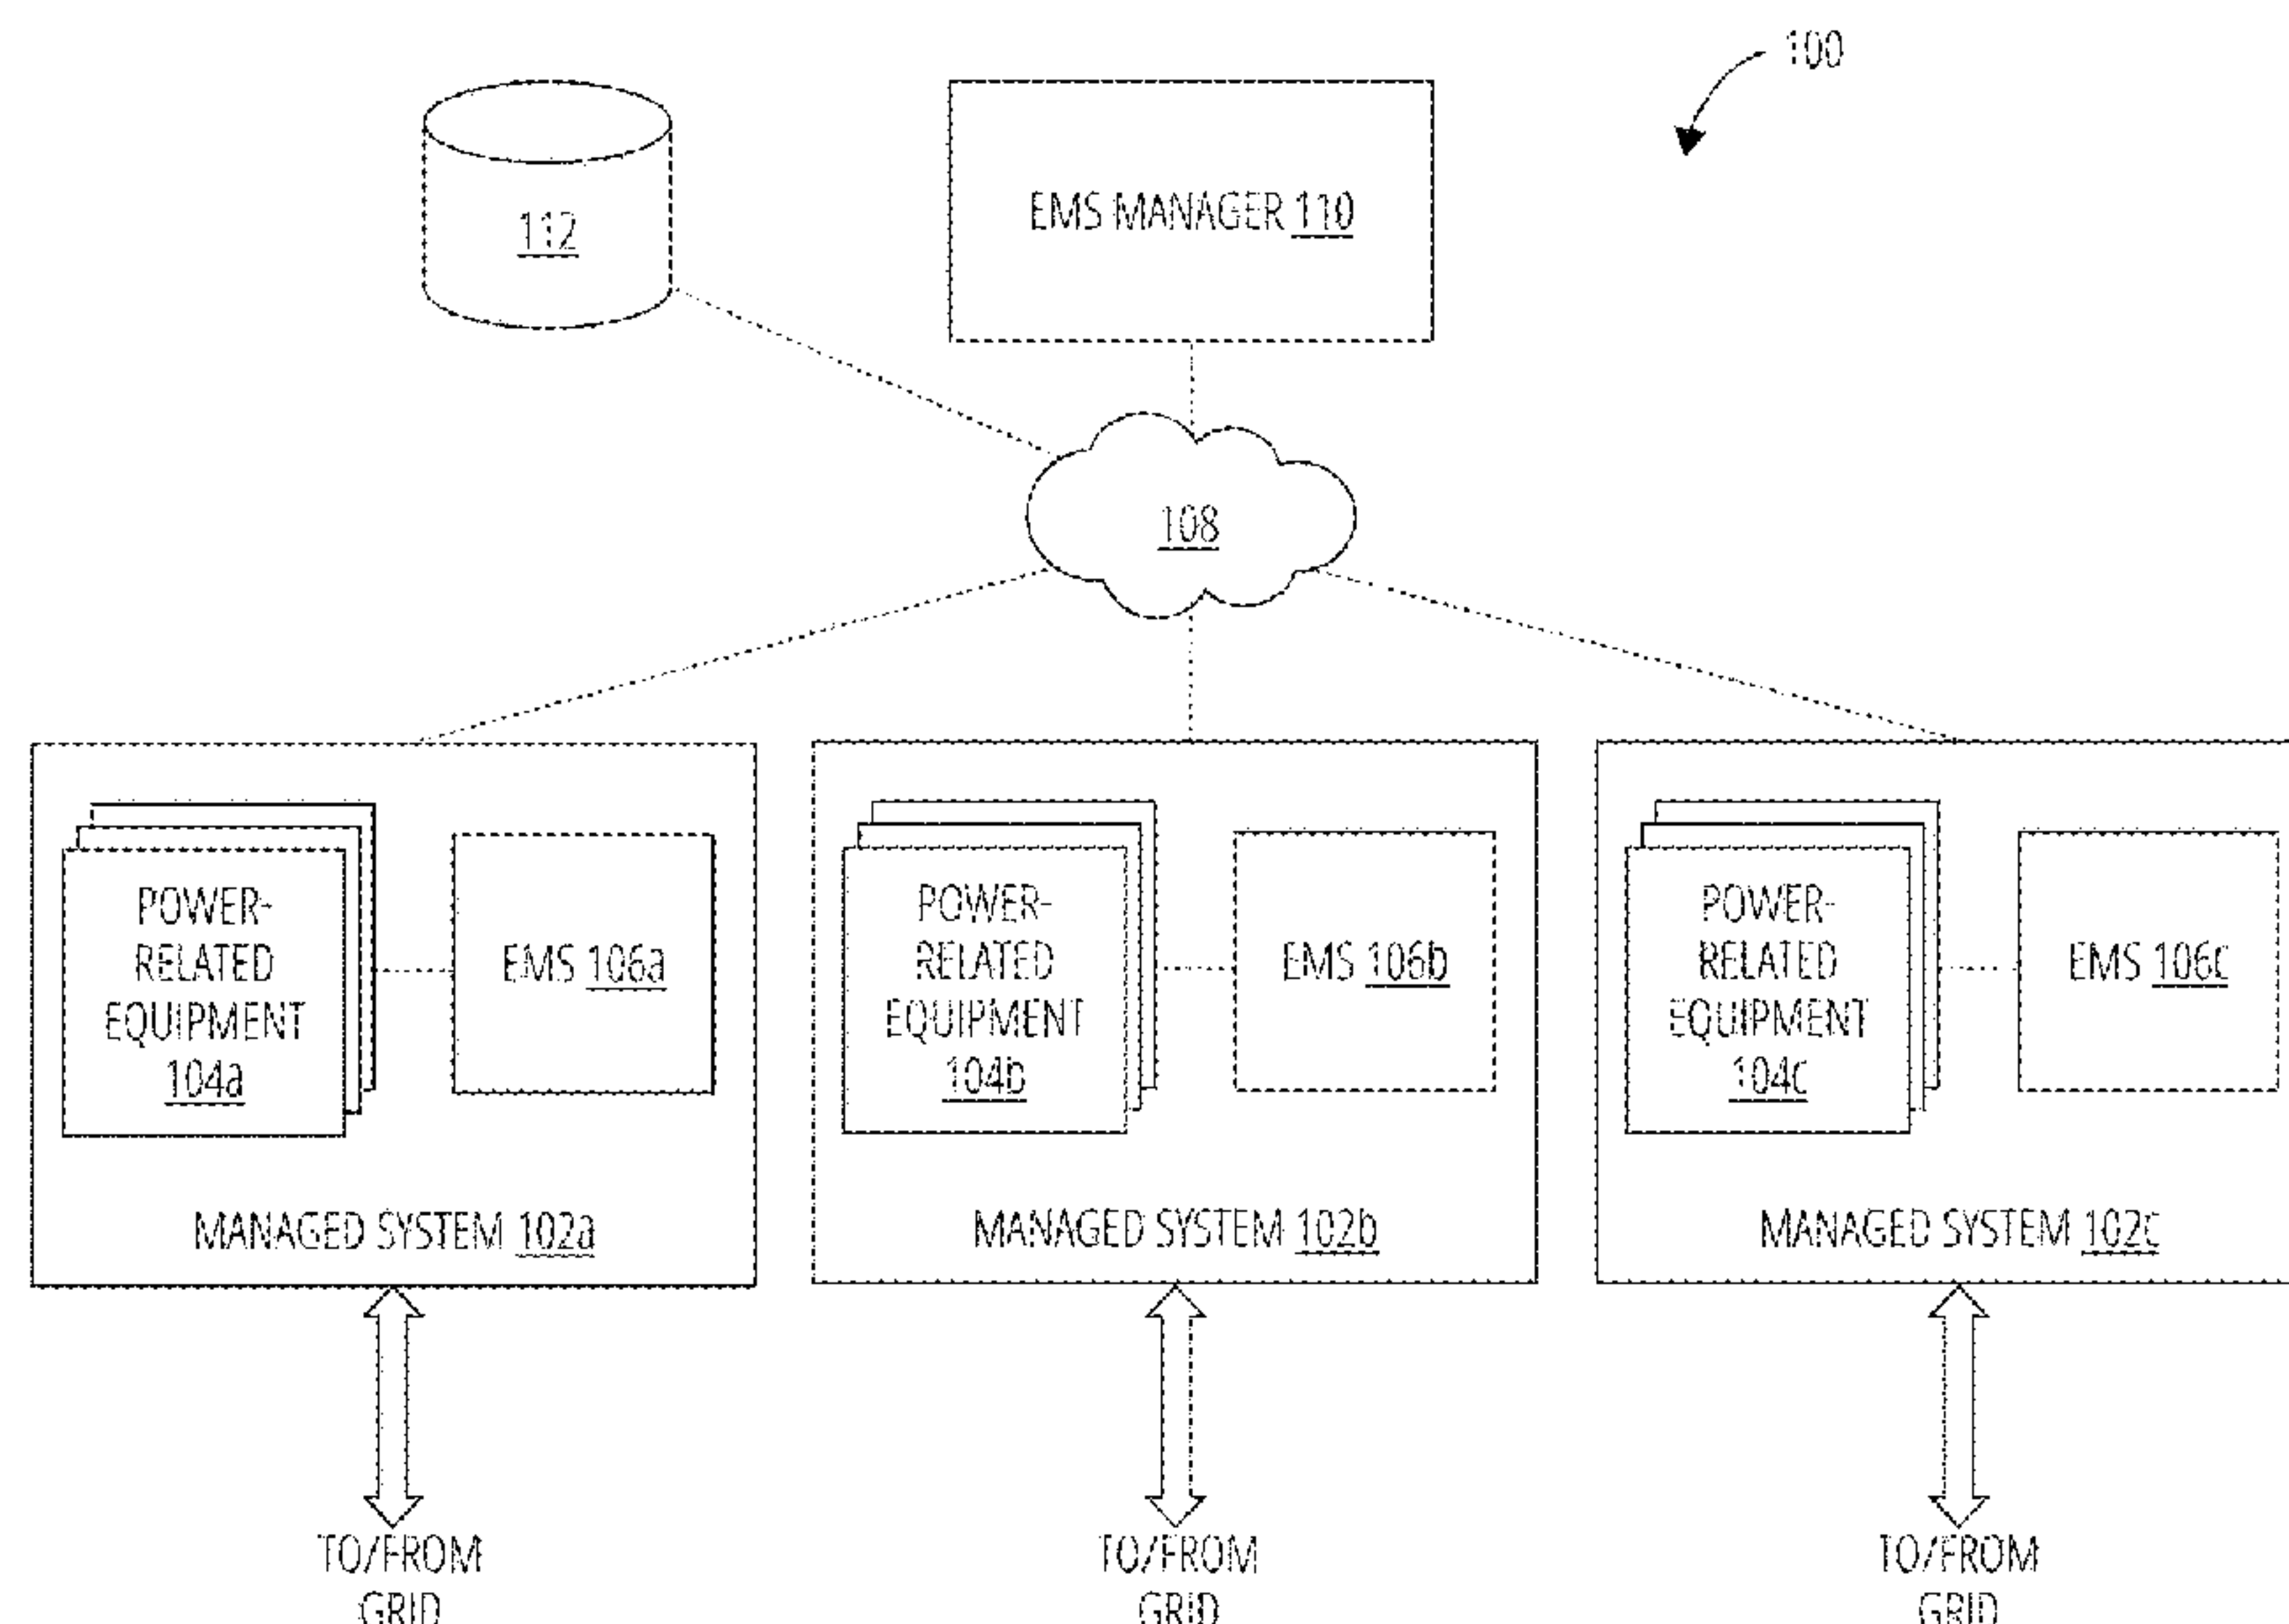 100
112
EMS MANAGER 110
108
POWER-
RELATED
EQUIPMENT
104a
EMS 106a
MANAGED SYSTEM 102a
POWER-
RELATED
EQUIPMENT
104b
EMS 106b
MANAGED SYSTEM 102b
POWER-
RELATED
EQUIPMENT
104c
EMS 106c
MANAGED SYSTEM 102c
TO/FROM
GRID
TO/FROM
GRID
TO/FROM
GRID